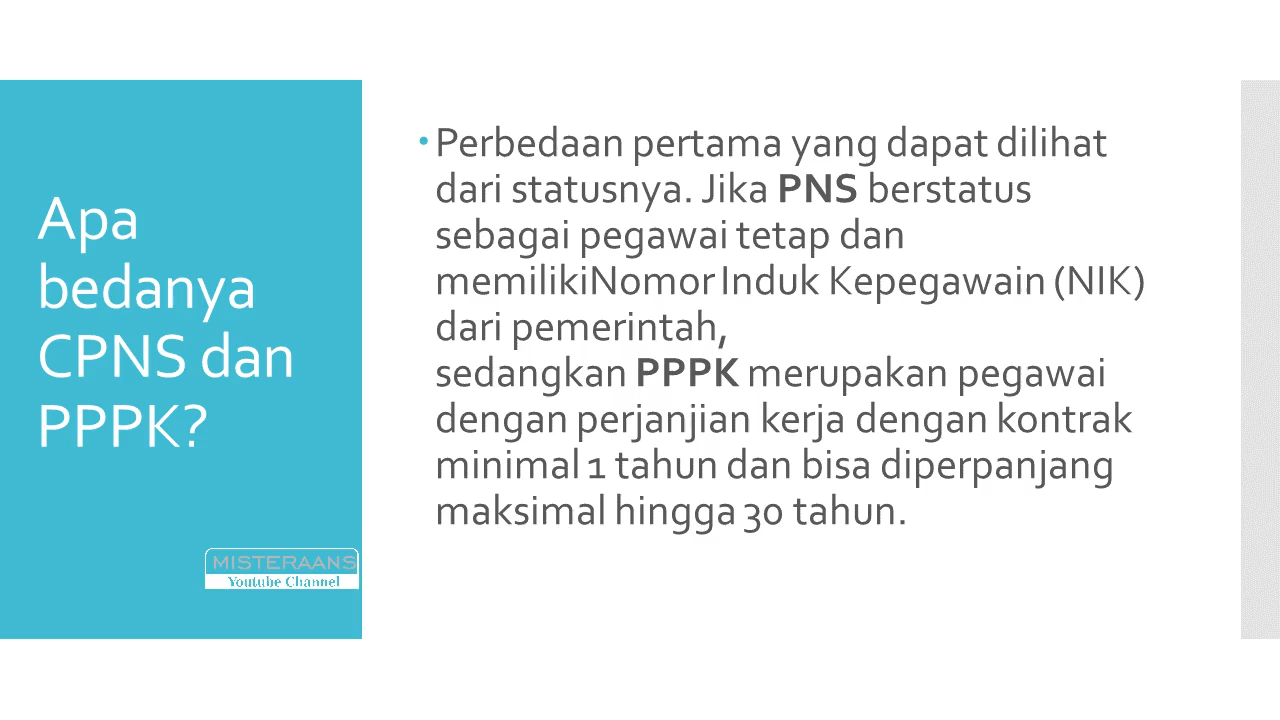 Apa
bedanya
CPNS dan
PPPK?
MISTERAANS
Youtube Channel
• Perbedaan pertama yang dapat dilihat
dari statusnya. Jika PNS berstatus
sebagai pegawai tetap dan
memilikiNomor Induk Kepegawain (NIK)
dari pemerintah,
sedangkan PPPK merupakan pegawai
dengan perjanjian kerja dengan kontrak
minimal 1 tahun dan bisa diperpanjang
maksimal hingga 30 tahun.